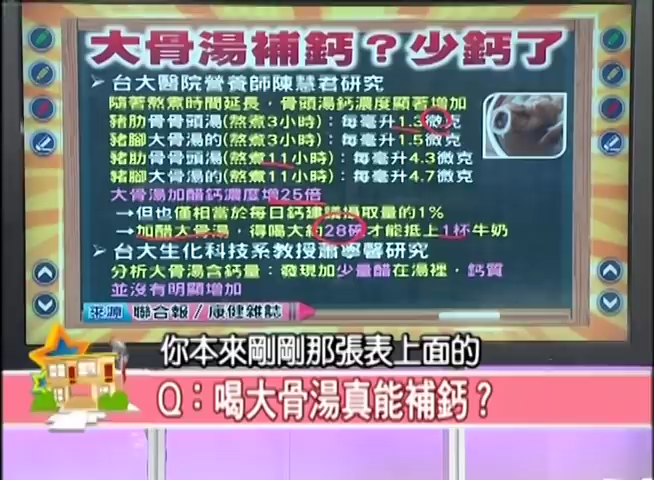 大骨湯補鈣？少鈣了
➢台大醫院營養師陳慧君研究
隨著熬煮時間延長，骨頭湯鈣濃度顯著增加
豬肋骨骨頭湯(熬煮3小時)：每毫升1.3微克
豬腳大骨湯的(熬煮3小時)：每毫升1.5微克
豬肋骨骨頭湯(熬煮11小時)：每毫升4.3微克
豬腳大骨湯的(熬煮11小時)：每毫升4.7微克
大骨湯加醋鈣濃度增25倍
→但也僅相當於每日鈣建議攝取量的1%
→加醋大骨湯，得喝大約28碗才能抵上1杯牛奶
➢台大生化科技系教授蕭寧馨研究
分析大骨湯含鈣量：發現加少量醋在湯裡，鈣質
並沒有明顯增加
來源 聯合報/康健雜誌
你本來剛剛那張表上面的
Q：喝大骨湯真能補鈣？